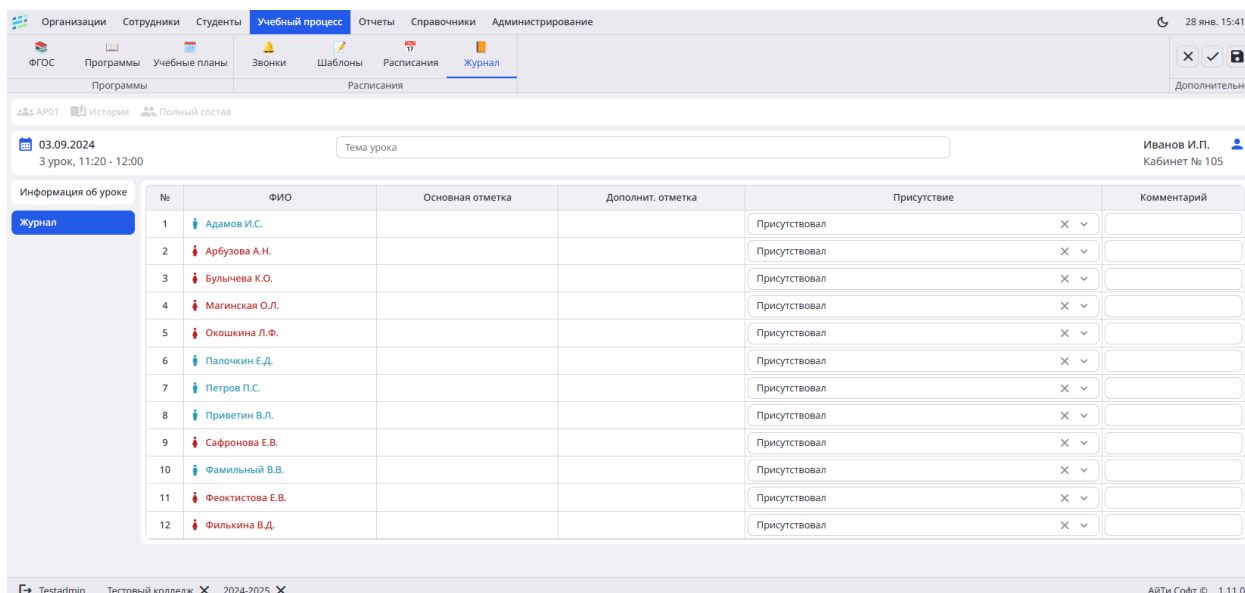 Организации Сотрудники Студенты Учебный процесс Отчеты Справочники Администрирование 28 янв. 15:41
ФГОС Программы Учебные планы Звонки Шаблоны Расписания Журнал
Программы Расписания Дополнительно
АР01 История Полный состав
03.09.2024 Тема урока Иванов И.П.
3 урок, 11:20 - 12:00 Кабинет № 105
Информация об уроке
Журнал
№ ФИО Основная отметка Дополнит. отметка Присутствие Комментарий
1 Адамов И.С. Присутствовал
2 Арбузова А.Н. Присутствовал
3 Булычева К.О. Присутствовал
4 Магинская О.Л. Присутствовал
5 Окошкина Л.Ф. Присутствовал
6 Палочкин Е.Д. Присутствовал
7 Петров П.С. Присутствовал
8 Приветин В.Л. Присутствовал
9 Сафронова Е.В. Присутствовал
10 Фамильный В.В. Присутствовал
11 Феоктистова Е.В. Присутствовал
12 Филькина В.Д. Присутствовал
Testadmin Тестовый колледж 2024-2025 АйТи Софт © 1.11.0